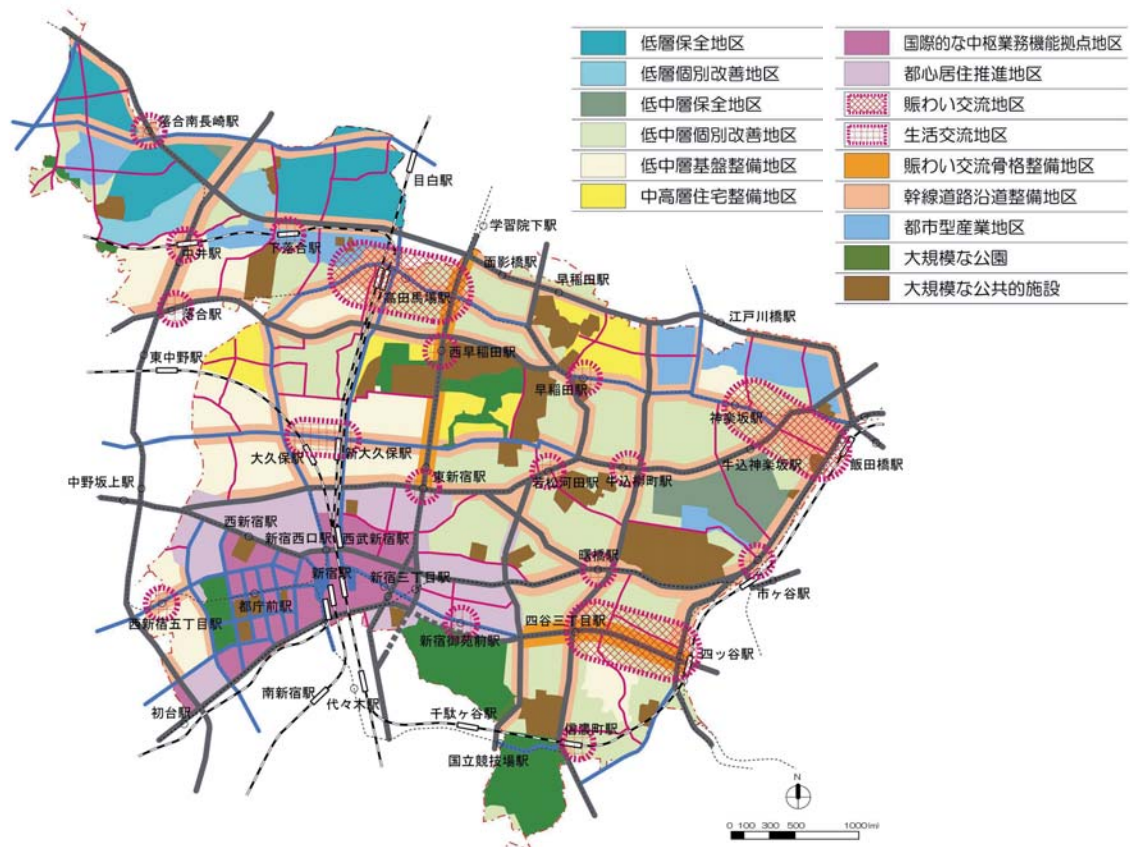 低層保全地区
低層個別改善地区
低中層保全地区
低中層個別改善地区
低中層基盤整備地区
中高層住宅整備地区
国際的な中枢業務機能拠点地区
都心居住推進地区
賑わい交流地区
生活交流地区
賑わい交流骨格整備地区
幹線道路沿道整備地区
都市型産業地区
大規模な公園
大規模な公共的施設
落合南長崎駅
目白駅
学習院下駅
中井駅
下落合駅
面影橋駅
早稲田駅
高田馬場駅
落合駅
江戸川橋駅
西早稲田駅
東中野駅
早稲田駅
神楽坂駅
大久保駅
新大久保駅
牛込神楽坂駅
飯田橋駅
中野坂上駅
東新宿駅
若松河田駅
牛込柳町駅
西新宿駅
新宿西口駅
西武新宿駅
曙橋駅
新宿駅
新宿三丁目駅
都庁前駅
市ヶ谷駅
西新宿五丁目駅
四谷三丁目駅
新宿御苑前駅
四ッ谷駅
南新宿駅
代々木駅
初台駅
千駄ヶ谷駅
信濃町駅
国立競技場駅
N
0 100 300 500 1000(m)